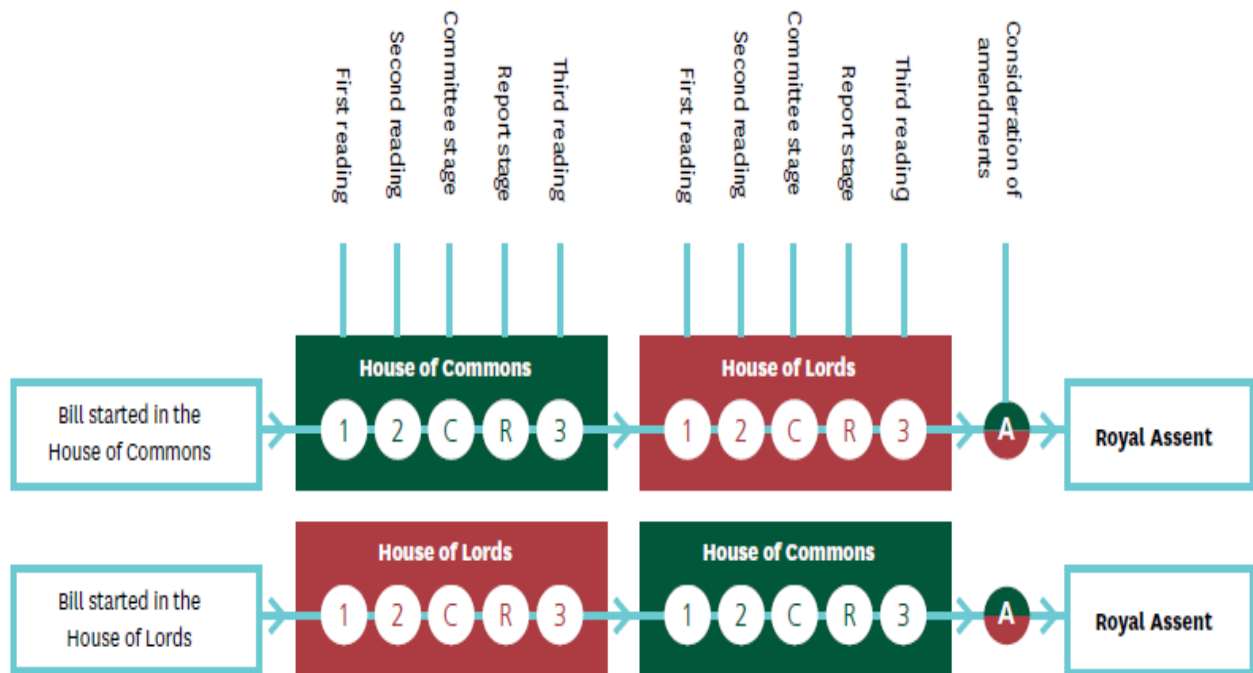 First reading
Second reading
Committee stage
Report stage
Third reading
First reading
Second reading
Committee stage
Report stage
Third reading
Consideration of
amendments
Bill started in the
House of Commons
House of Commons
1 2 C R 3
House of Lords
1 2 C R 3
A
Royal Assent
Bill started in the
House of Lords
House of Lords
1 2 C R 3
House of Commons
1 2 C R 3
A
Royal Assent